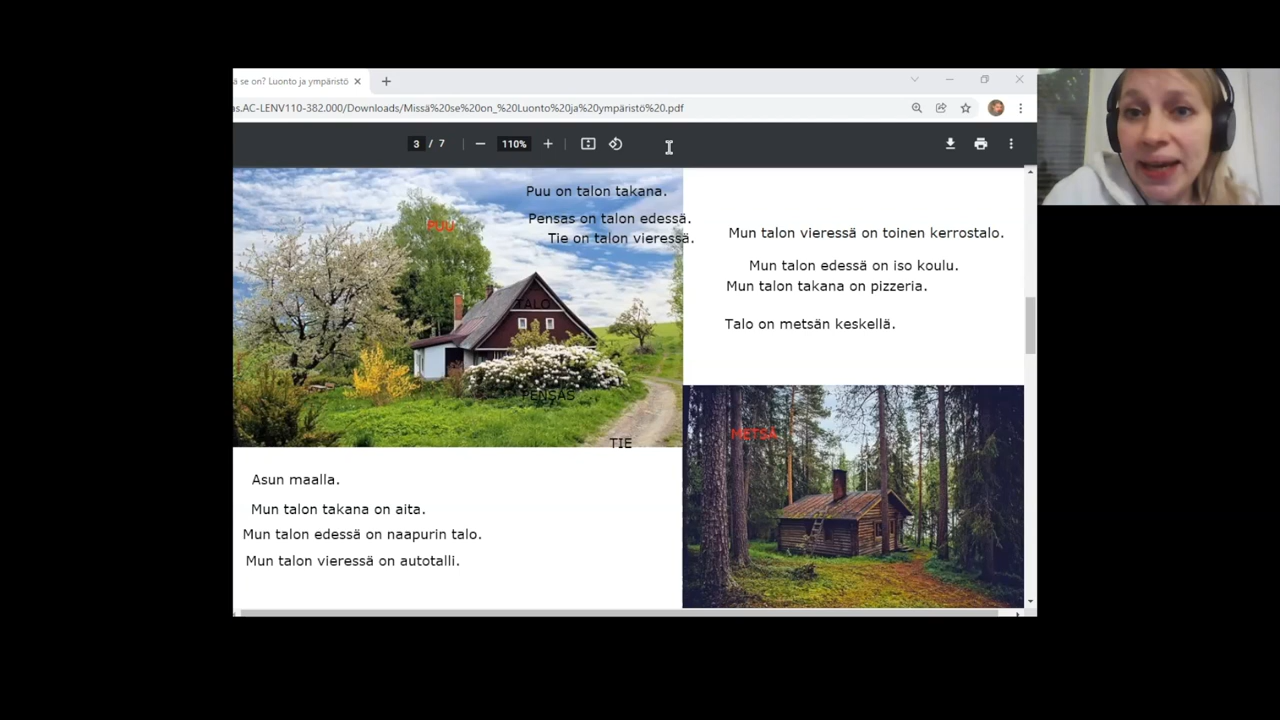 ä se on? Luonto ja ympäristö
as.AC-LENV110-382.000/Downloads/Missä%20se%20on_%20Luonto%20ja%20ympäristö%20.pdf
3 / 7
110%
Puu on talon takana.
Pensas on talon edessä.
Tie on talon vieressä.
PUU
TALO
PENSAS
TIE
Mun talon vieressä on toinen kerrostalo.
Mun talon edessä on iso koulu.
Mun talon takana on pizzeria.
Talo on metsän keskellä.
METSÄ
Asun maalla.
Mun talon takana on aita.
Mun talon edessä on naapurin talo.
Mun talon vieressä on autotalli.